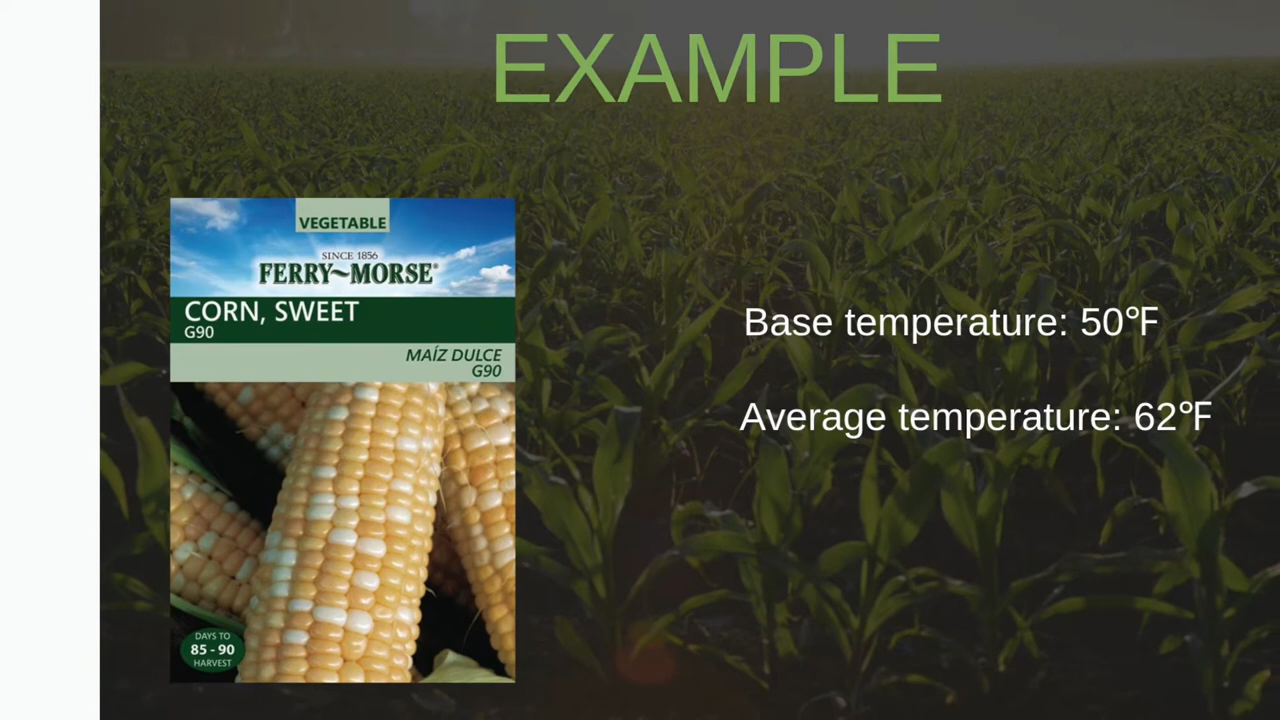 EXAMPLE
VEGETABLE
SINCE 1856
FERRY~MORSE®
CORN, SWEET
G90
MAÍZ DULCE
G90
DAYS TO
85 - 90
HARVEST
Base temperature: 50°F
Average temperature: 62°F